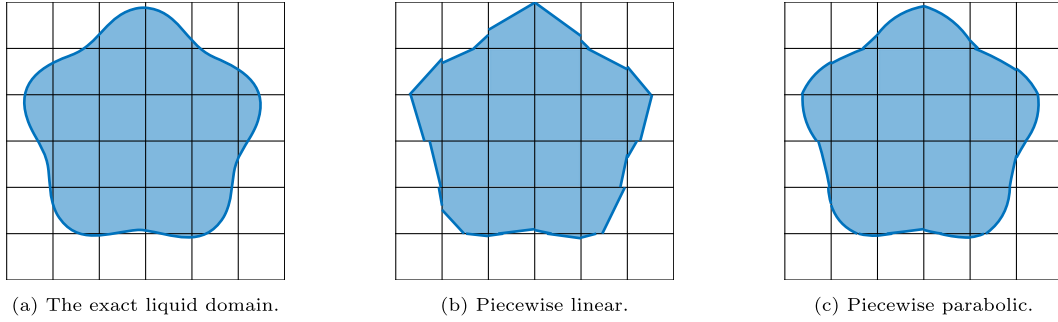 (a) The exact liquid domain.
(b) Piecewise linear.
(c) Piecewise parabolic.